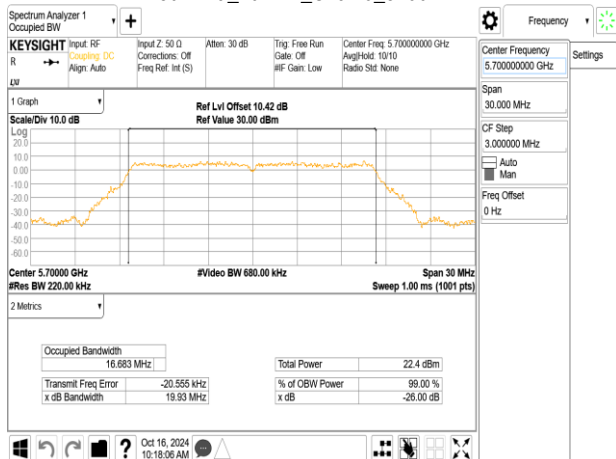 Spectrum Analyzer 1
Occupied BW
Frequency
KEYSIGHT
R
Input: RF
Coupling: DC
Align: Auto
Input Z: 50 Ω
Corrections: Off
Freq Ref: Int (S)
Atten: 30 dB
Trig: Free Run
Gate: Off
#IF Gain: Low
Center Freq: 5.700000000 GHz
Avg|Hold: 10/10
Radio Std: None
Center Frequency
5.700000000 GHz
Settings
Span
30.000 MHz
CF Step
3.000000 MHz
Auto
Man
Freq Offset
0 Hz
1 Graph
Scale/Div 10.0 dB
Ref Lvl Offset 10.42 dB
Ref Value 30.00 dBm
Log
20.0
10.0
0.00
-10.0
-20.0
-30.0
-40.0
-50.0
-60.0
Center 5.70000 GHz
#Video BW 680.00 kHz
Span 30 MHz
#Res BW 220.00 kHz
Sweep 1.00 ms (1001 pts)
2 Metrics
Occupied Bandwidth
16.683 MHz
Total Power 22.4 dBm
Transmit Freq Error -20.555 kHz
% of OBW Power 99.00 %
x dB Bandwidth 19.93 MHz
x dB -26.00 dB
?
Oct 16, 2024
10:18:06 AM